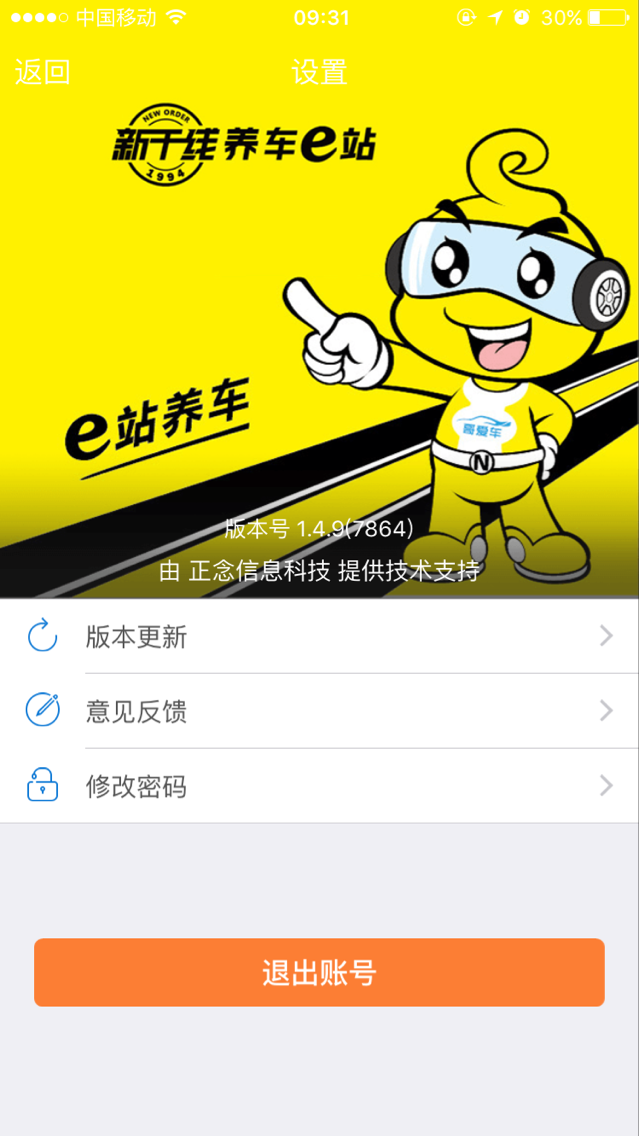 中国移动 09:31 30%
返回 设置
NEW ORDER
新干线养车e站
1994
e站养车
哥爱车
N
版本号 1.4.9(7864)
由 正念信息科技 提供技术支持
版本更新
意见反馈
修改密码
退出账号